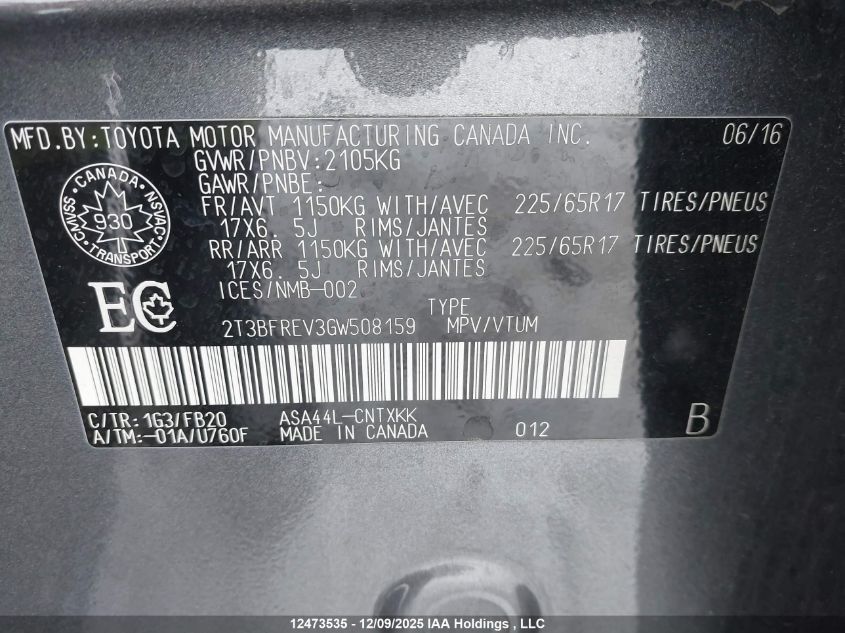 MFD.BY:TOYOTA MOTOR MANUFACTURING CANADA INC. 06/16
GVWR/PNBV:2105KG
GAWR/PNBE:
FR/AVT 1150KG WITH/AVEC 225/65R17 TIRES/PNEUS
17X6.5J RIMS/JANTES
RR/ARR 1150KG WITH/AVEC 225/65R17 TIRES/PNEUS
17X6.5J RIMS/JANTES
CANADA
CMVSS 930 NSVAC
TRANSPORT
ICES/NMB-002
EC
TYPE
2T3BFREV3GW508159 MPV/VTUM
C/TR: 1G3/FB20 ASA44L-CNTXKK
A/TM:-01A/U760F MADE IN CANADA 012 B
12473535 - 12/09/2025 IAA Holdings , LLC